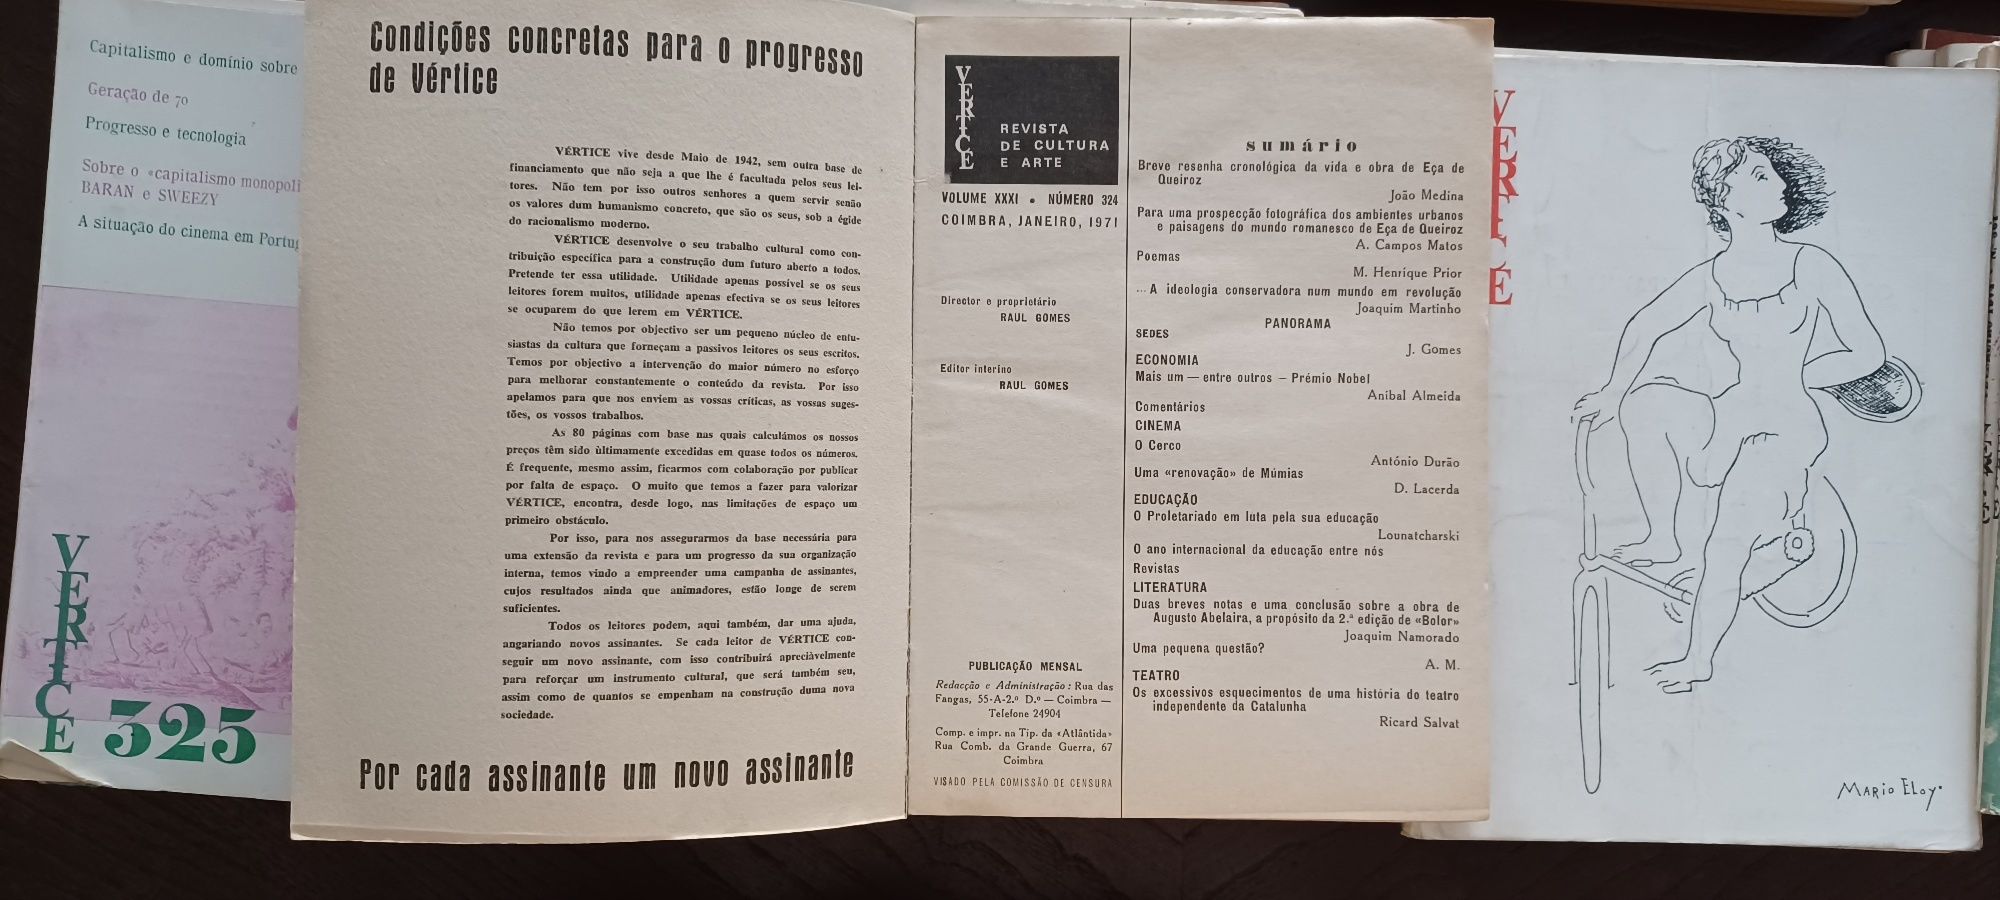 Capitalismo e domínio sobre
Geração de 70
Progresso e tecnologia
Sobre o «capitalismo monopoli
BARAN e SWEEZY
A situação do cinema em Portug
VÉRTICE
325
Condições concretas para o progresso
de Vértice
VÉRTICE vive desde Maio de 1942, sem outra base de
financiamento que não seja a que lhe é facultada pelos seus lei-
tores. Não tem por isso outros senhores a quem servir senão
os valores dum humanismo concreto, que são os seus, sob a égide
do racionalismo moderno.
VÉRTICE desenvolve o seu trabalho cultural como con-
tribuição específica para a construção dum futuro aberto a todos.
Pretende ter essa utilidade. Utilidade apenas possível se os seus
leitores forem muitos, utilidade apenas efectiva se os seus leitores
se ocuparem do que lerem em VÉRTICE.
Não temos por objectivo ser um pequeno núcleo de entu-
siastas da cultura que forneçam a passivos leitores os seus escritos.
Temos por objectivo a intervenção do maior número no esforço
para melhorar constantemente o conteúdo da revista. Por isso
apelamos para que nos enviem as vossas críticas, as vossas suges-
tões, os vossos trabalhos.
As 80 páginas com base nas quais calculámos os nossos
preços têm sido ùltimamente excedidas em quase todos os números.
É frequente, mesmo assim, ficarmos com colaboração por publicar
por falta de espaço. O muito que temos a fazer para valorizar
VÉRTICE, encontra, desde logo, nas limitações de espaço um
primeiro obstáculo.
Por isso, para nos assegurarmos da base necessária para
uma extensão da revista e para um progresso da sua organização
interna, temos vindo a empreender uma campanha de assinantes,
cujos resultados ainda que animadores, estão longe de serem
suficientes.
Todos os leitores podem, aqui também, dar uma ajuda,
angariando novos assinantes. Se cada leitor de VÉRTICE con-
seguir um novo assinante, com isso contribuirá apreciàvelmente
para reforçar um instrumento cultural, que será também seu,
assim como de quantos se empenham na construção duma nova
sociedade.
Por cada assinante um novo assinante
VÉRTICE
REVISTA
DE CULTURA
E ARTE
VOLUME XXXI • NÚMERO 324
COIMBRA, JANEIRO, 1971
Director e proprietário
RAUL GOMES
Editor interino
RAUL GOMES
PUBLICAÇÃO MENSAL
Redacção e Administração : Rua das
Fangas, 55-A-2.º D.º — Coimbra —
Telefone 24904
Comp. e impr. na Tip. da «Atlântida»
Rua Comb. da Grande Guerra, 67
Coimbra
VISADO PELA COMISSÃO DE CENSURA
sumário
Breve resenha cronológica da vida e obra de Eça de
Queiroz
João Medina
Para uma prospecção fotográfica dos ambientes urbanos
e paisagens do mundo romanesco de Eça de Queiroz
A. Campos Matos
Poemas
M. Henrique Prior
... A ideologia conservadora num mundo em revolução
Joaquim Martinho
PANORAMA
SEDES
J. Gomes
ECONOMIA
Mais um — entre outros — Prémio Nobel
Anibal Almeida
Comentários
CINEMA
O Cerco
António Durão
Uma «renovação» de Múmias
D. Lacerda
EDUCAÇÃO
O Proletariado em luta pela sua educação
Lounatcharski
O ano internacional da educação entre nós
Revistas
LITERATURA
Duas breves notas e uma conclusão sobre a obra de
Augusto Abelaira, a propósito da 2.ª edição de «Bolor»
Joaquim Namorado
Uma pequena questão?
A. M.
TEATRO
Os excessivos esquecimentos de uma história do teatro
independente da Catalunha
Ricard Salvat
VÉRTICE
MARIO ELOY.